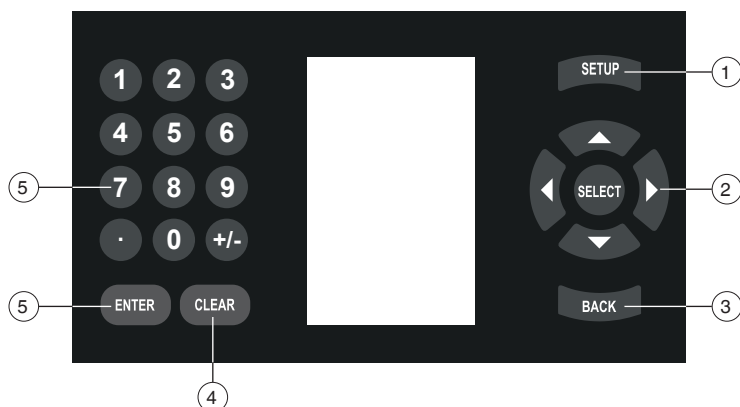 SETUP
1
1 2 3
4 5 6
5
7 8 9
SELECT
2
. 0 +/-
5
ENTER CLEAR
BACK
3
4